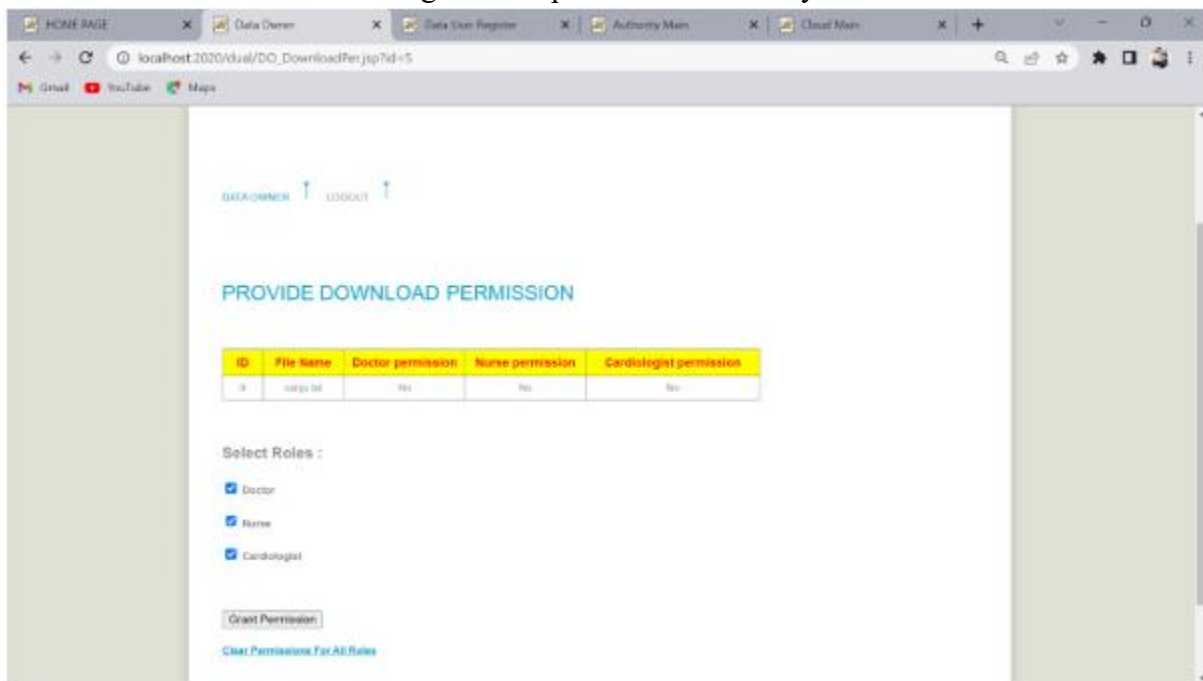 HOME PAGE
Data Owner
Data User Register
Authority Main
Cloud Main
localhost:2020/dual/DO_DownloadPer.jsp?id=5
Gmail
YouTube
Maps
DATA OWNER
LOGOUT
PROVIDE DOWNLOAD PERMISSION
ID File Name Doctor permission Nurse permission Cardiologist permission
No No No
Select Roles :
Doctor
Nurse
Cardiologist
Grant Permission
Clear Permissions For All Roles